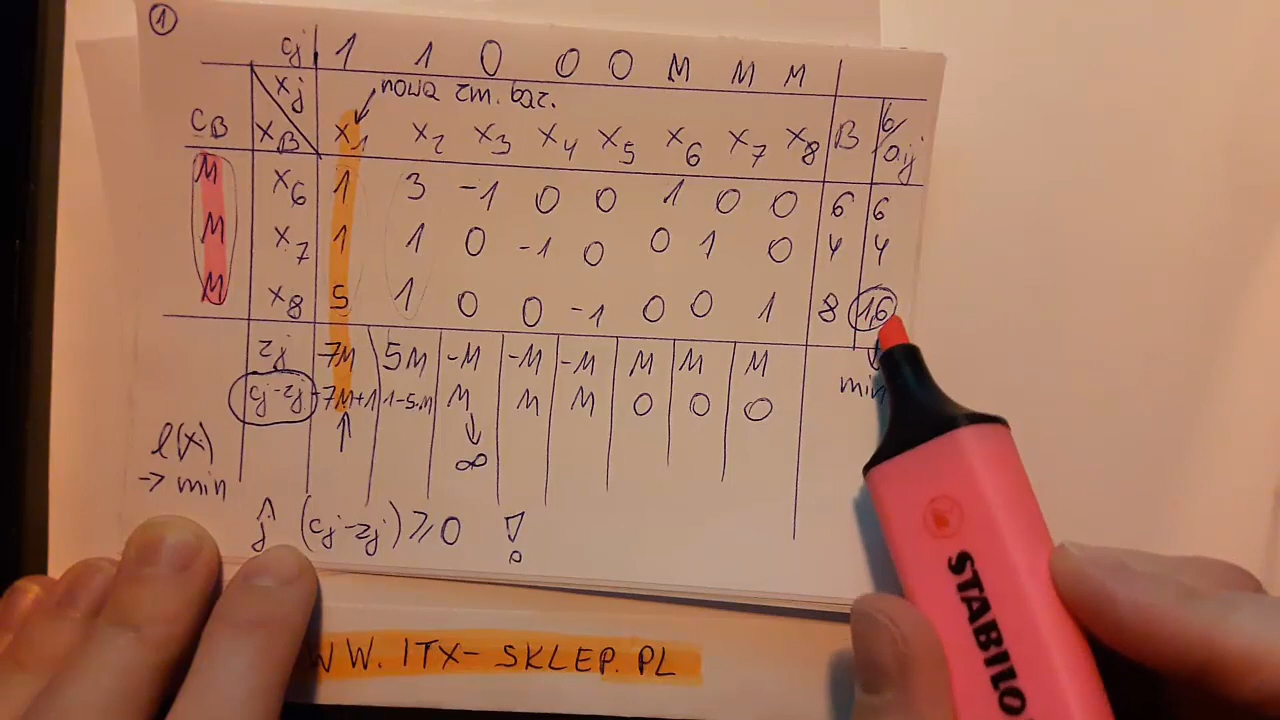 1
cj 1 1 0 0 0 M M M
xj nowa zm. baz.
CB XB x1 x2 x3 x4 x5 x6 x7 x8 B b/aij
M x6 1 3 -1 0 0 1 0 0 6 6
M x7 1 1 0 -1 0 0 1 0 4 4
M x8 5 1 0 0 -1 0 0 1 8 1,6
zj 7M 5M -M -M -M M M M
cj-zj -7M+1 1-5M M M M 0 0 0 min
l(x) ∞
→ min
j (cj-zj) ≥ 0 !
WWW.ITX-SKLEP.PL
STABILO